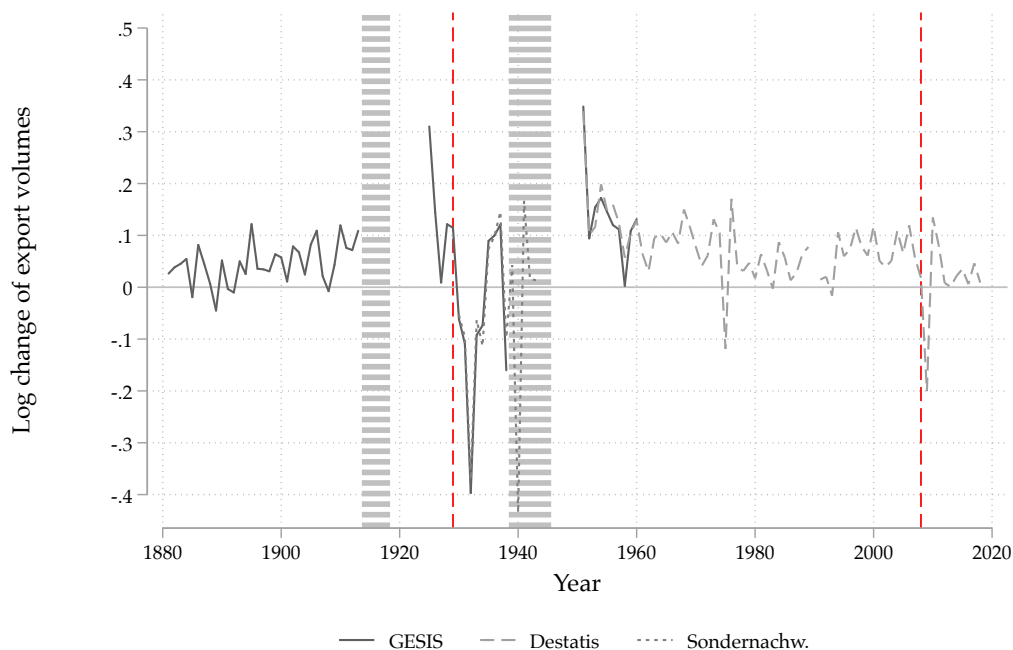 Log change of export volumes
.5
.4
.3
.2
.1
0
-.1
-.2
-.3
-.4
1880 1900 1920 1940 1960 1980 2000 2020
Year
GESIS Destatis Sondernachw.